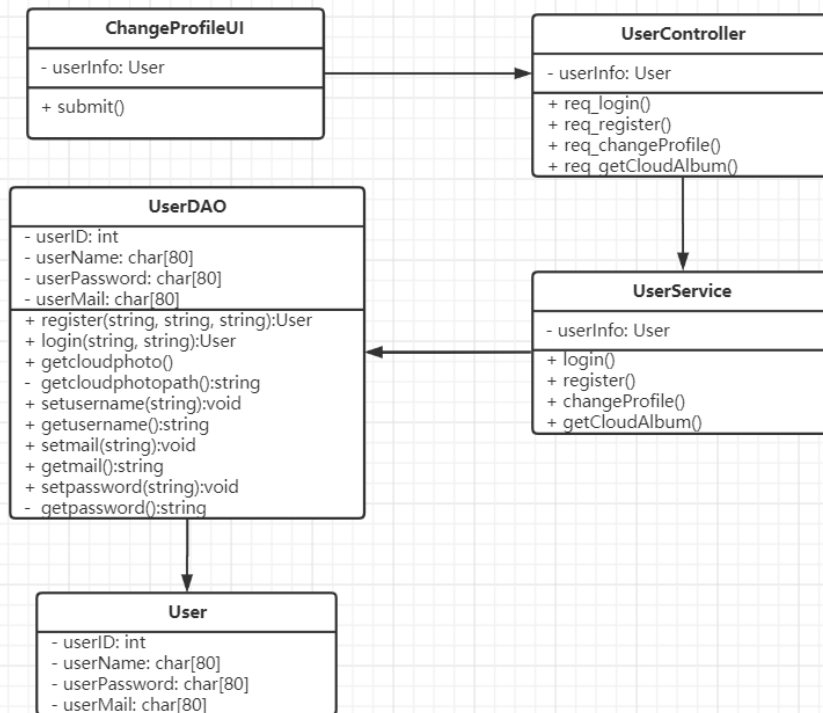 ChangeProfileUI
- userInfo: User
+ submit()
UserController
- userInfo: User
+ req_login()
+ req_register()
+ req_changeProfile()
+ req_getCloudAlbum()
UserDAO
- userID: int
- userName: char[80]
- userPassword: char[80]
- userMail: char[80]
+ register(string, string, string):User
+ login(string, string):User
+ getcloudphoto()
- getcloudphotopath():string
+ setusername(string):void
+ getusername():string
+ setmail(string):void
+ getmail():string
+ setpassword(string):void
- getpassword():string
UserService
- userInfo: User
+ login()
+ register()
+ changeProfile()
+ getCloudAlbum()
User
- userID: int
- userName: char[80]
- userPassword: char[80]
- userMail: char[80]